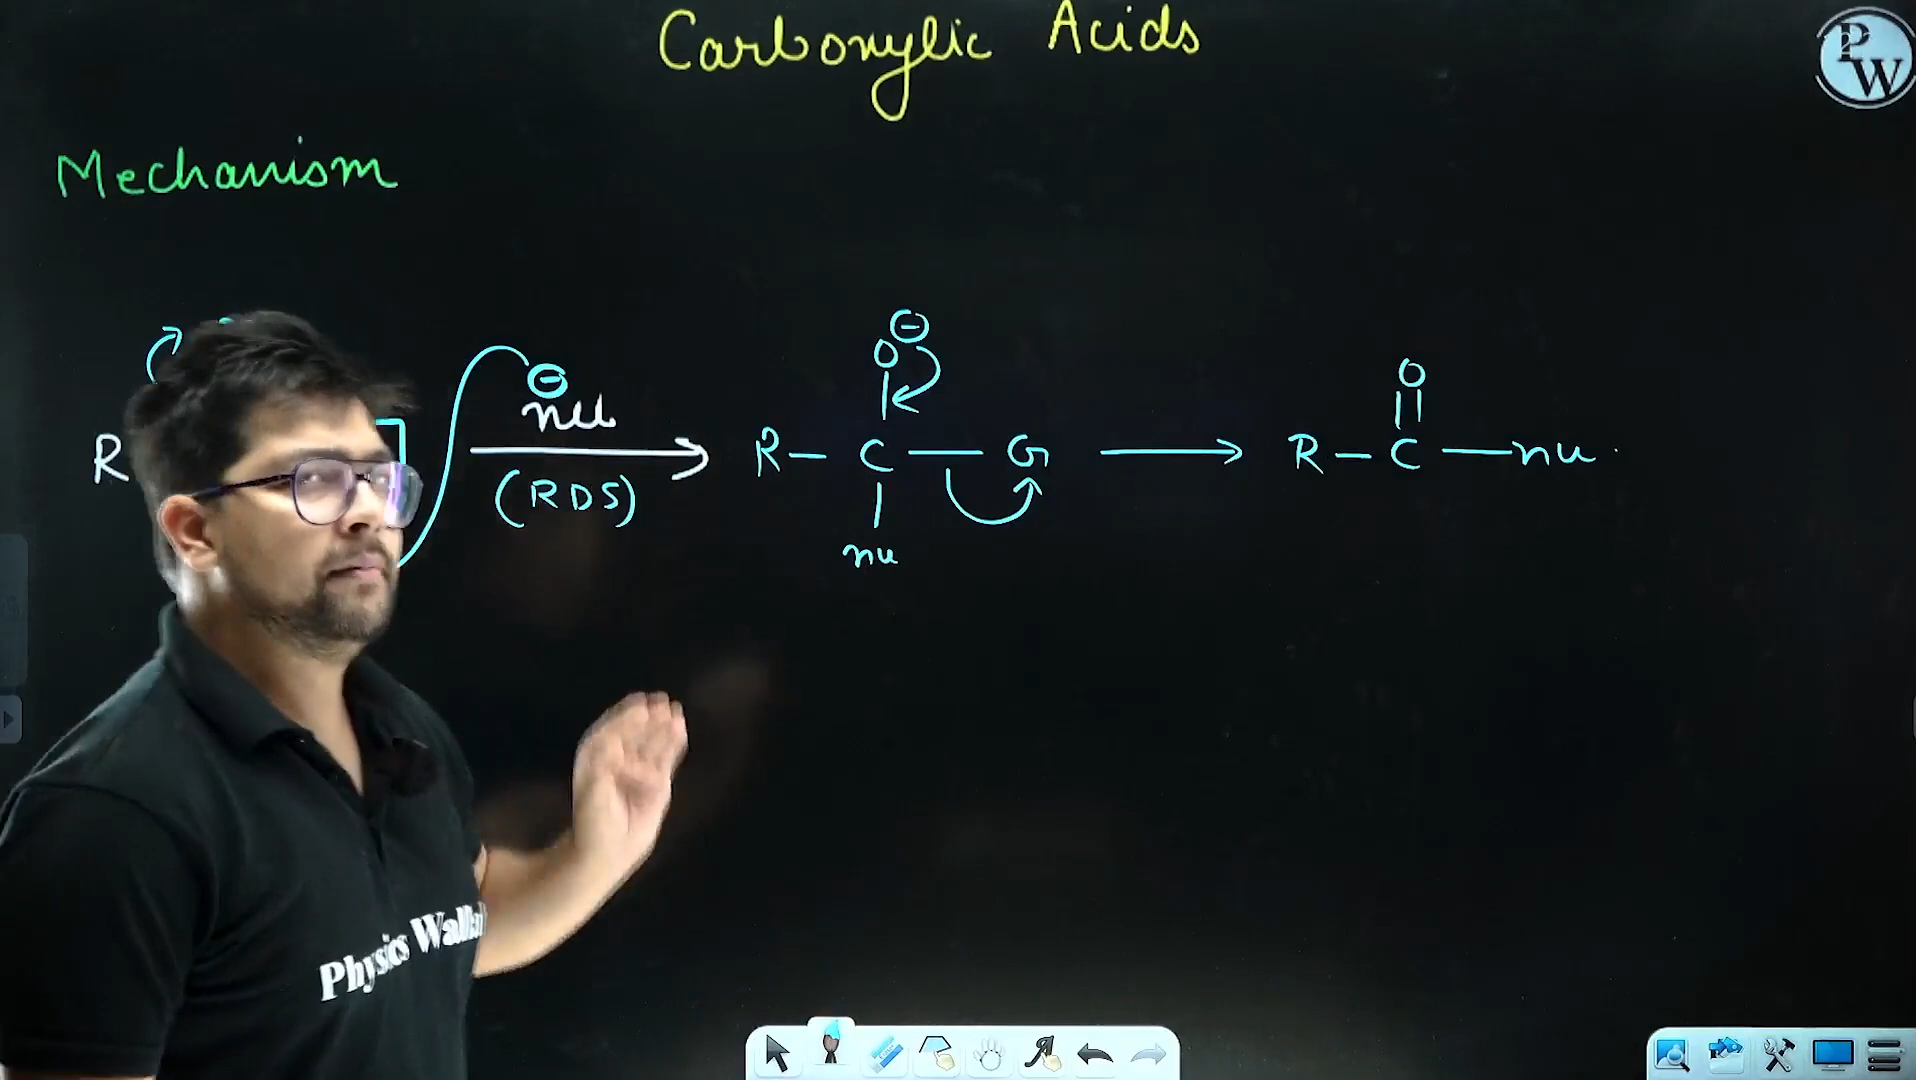 Carboxylic Acids
PW
Mechanism
R
⊖
nu
(RDS)
O⊖
R – C — G
nu
O
R – C — nu
Physics Wallah